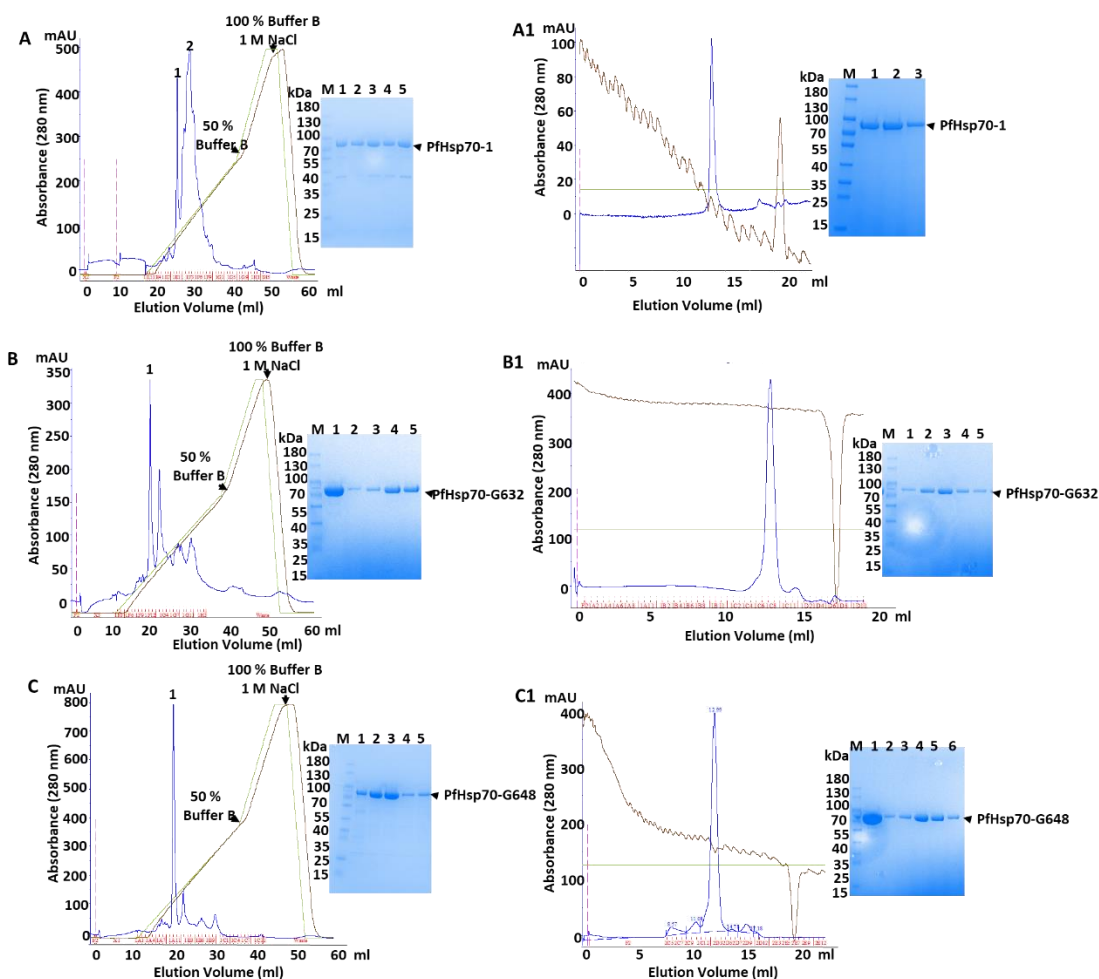 A
mAU
100 % Buffer B
1 M NaCl
500
400
300
200
100
0
Absorbance (280 nm)
1
2
50 %
Buffer B
0 10 20 30 40 50 60 ml
Elution Volume (ml)
kDa M 1 2 3 4 5
180
130
100
70
55
40
35
25
15
PfHsp70-1
A1
mAU
100
80
60
40
20
0
Absorbance (280 nm)
0 5 10 15 20 ml
Elution Volume (ml)
kDa
M 1 2 3
180
130
100
70
55
40
35
25
15
PfHsp70-1
B
mAU
100 % Buffer B
1 M NaCl
350
300
250
200
150
100
50
0
Absorbance (280 nm)
1
50 %
Buffer B
0 10 20 30 40 50 60 ml
Elution Volume (ml)
kDa
M 1 2 3 4 5
180
130
100
70
55
40
35
25
15
PfHsp70-G632
B1
mAU
400
300
200
100
0
Absorbance (280 nm)
0 5 10 15 20 ml
Elution Volume (ml)
kDa
M 1 2 3 4 5
180
130
100
70
55
40
35
25
15
PfHsp70-G632
C
mAU
100 % Buffer B
1 M NaCl
800
700
600
500
400
300
200
100
0
Absorbance (280 nm)
1
50 %
Buffer B
0 10 20 30 40 50 60 ml
Elution Volume (ml)
kDa
M 1 2 3 4 5
180
130
100
70
55
40
35
25
15
PfHsp70-G648
C1
mAU
400
300
200
100
0
Absorbance (280 nm)
0 5 10 15 20 ml
Elution Volume (ml)
kDa
M 1 2 3 4 5 6
180
130
100
70
55
40
35
25
15
PfHsp70-G648